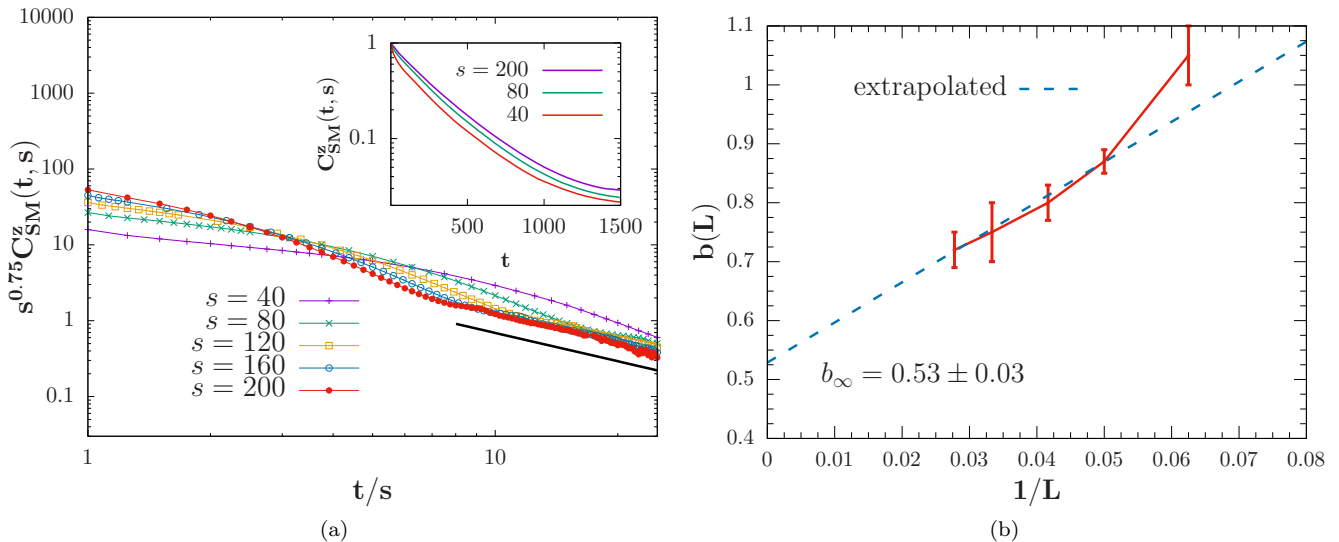 10000
1000
100
10
1
0.1
s^0.75 C^z_SM(t, s)
1
10
t/s
s = 40
s = 80
s = 120
s = 160
s = 200
1
0.1
C^z_SM(t, s)
500
1000
1500
t
s = 200
80
40
(a)
1.1
1
0.9
0.8
0.7
0.6
0.5
0.4
b(L)
0
0.01
0.02
0.03
0.04
0.05
0.06
0.07
0.08
1/L
extrapolated
b∞ = 0.53 ± 0.03
(b)